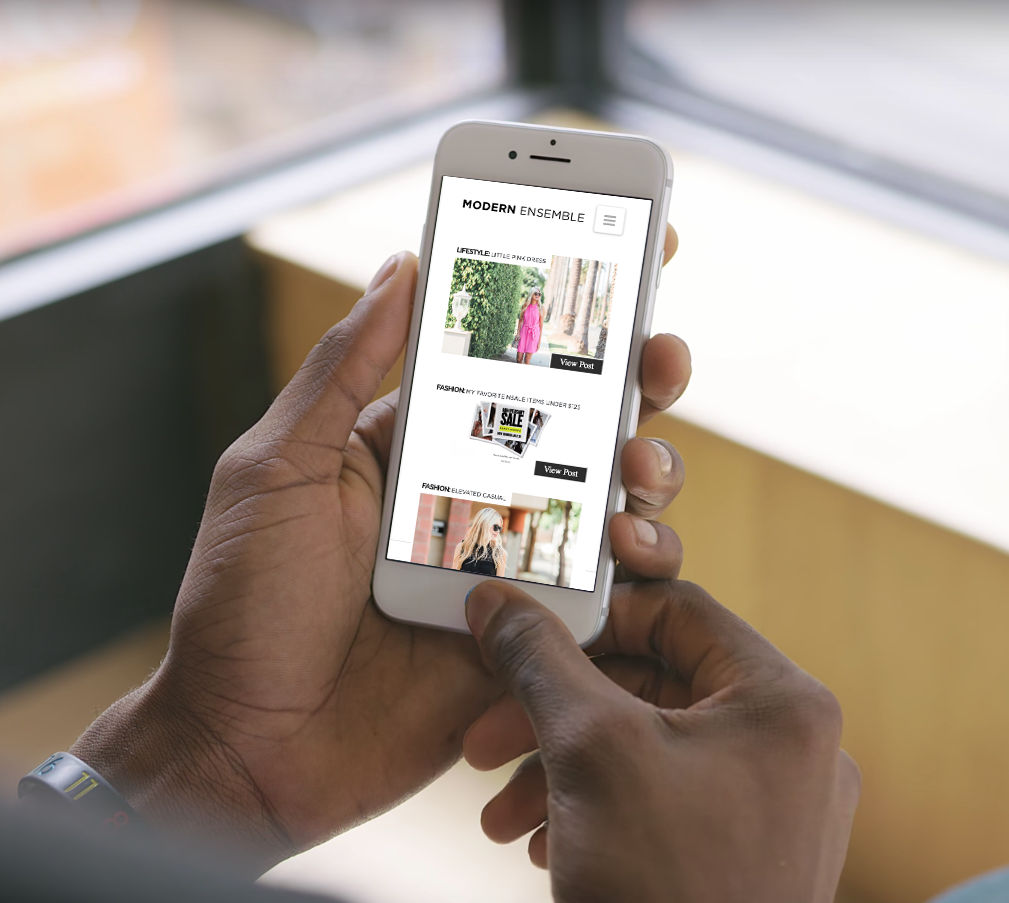 MODERN ENSEMBLE
LIFESTYLE: LITTLE PINK DRESS
View Post
FASHION: MY FAVORITE NSALE ITEMS UNDER $125
SALE
View Post
FASHION: ELEVATED CASUAL